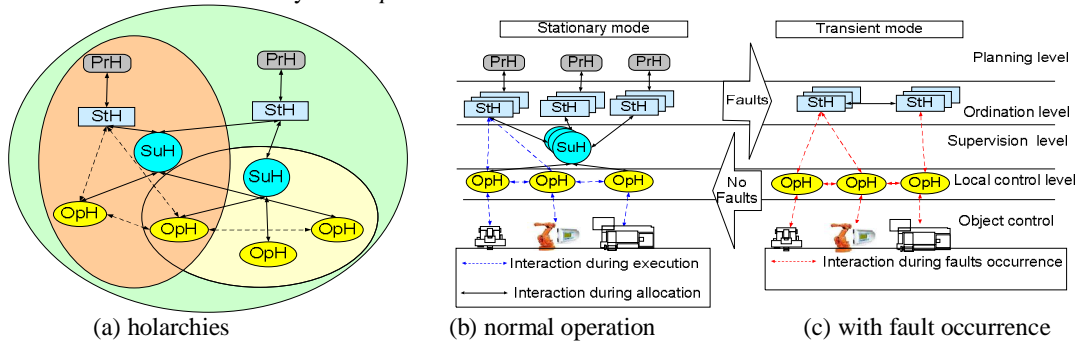 Stationary mode
Transient mode
PrH
PrH
StH
StH
SuH
SuH
OpH
OpH
OpH
OpH
PrH
PrH
PrH
StH
StH
StH
SuH
OpH
OpH
OpH
Faults
No
Faults
StH
StH
OpH
OpH
OpH
Planning level
Ordination level
Supervision level
Local control level
Object control
Interaction during execution
Interaction during allocation
Interaction during faults occurrence
(a) holarchies
(b) normal operation
(c) with fault occurrence